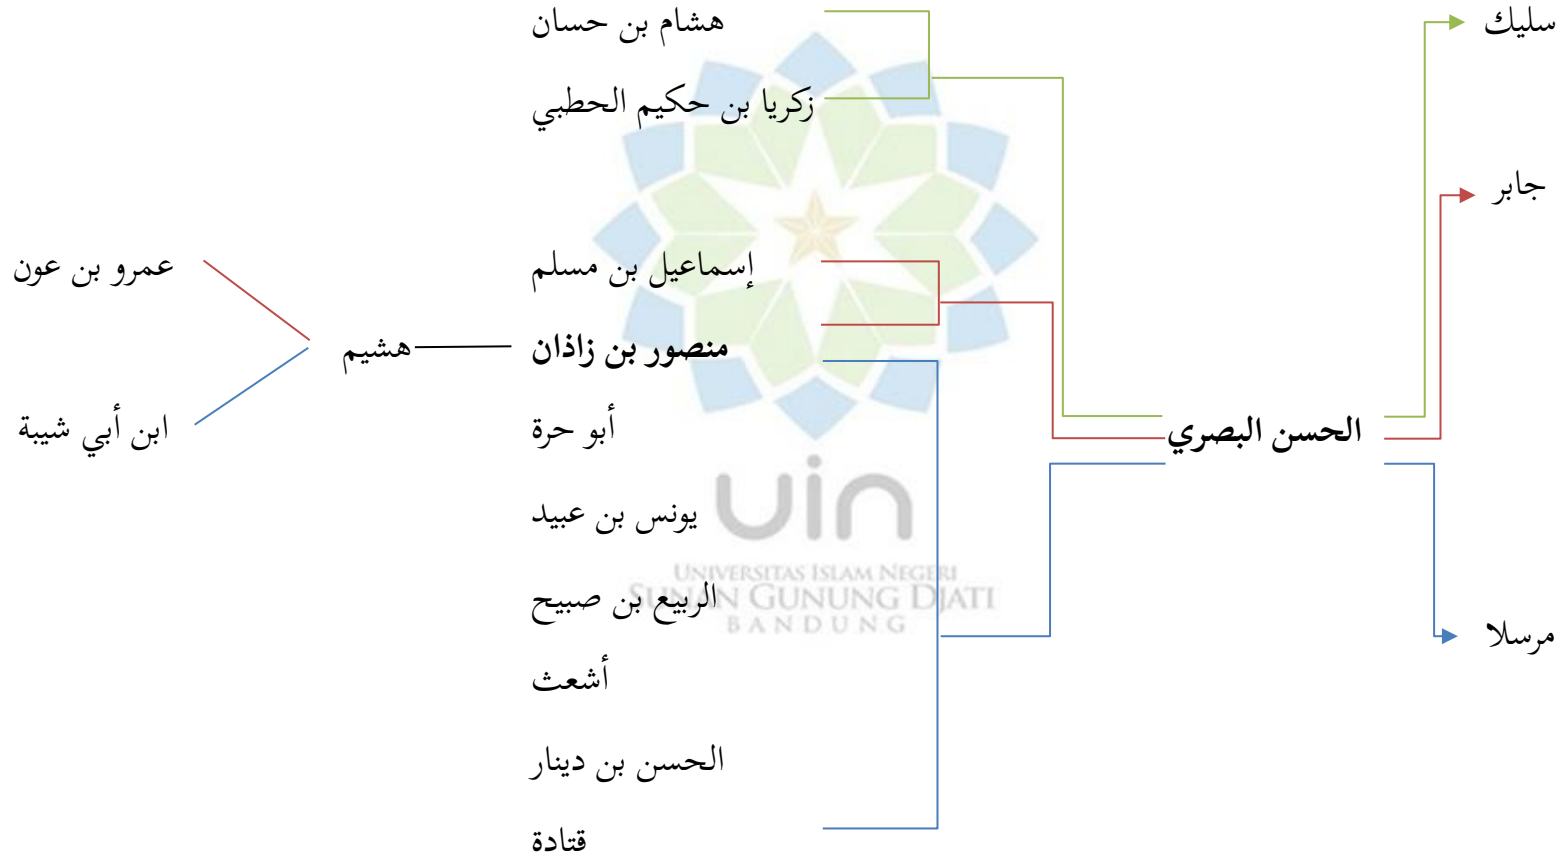 سليك
جابر
مرسلا
الحسن البصري
هشام بن حسان
زكريا بن حكيم الحطبي
إسماعيل بن مسلم
منصور بن زاذان
أبو حرة
يونس بن عبيد
الربيع بن صبيح
أشعث
الحسن بن دينار
قتادة
هشيم
عمرو بن عون
ابن أبي شيبة
uin
UNIVERSITAS ISLAM NEGERI
SUNAN GUNUNG DJATI
BANDUNG